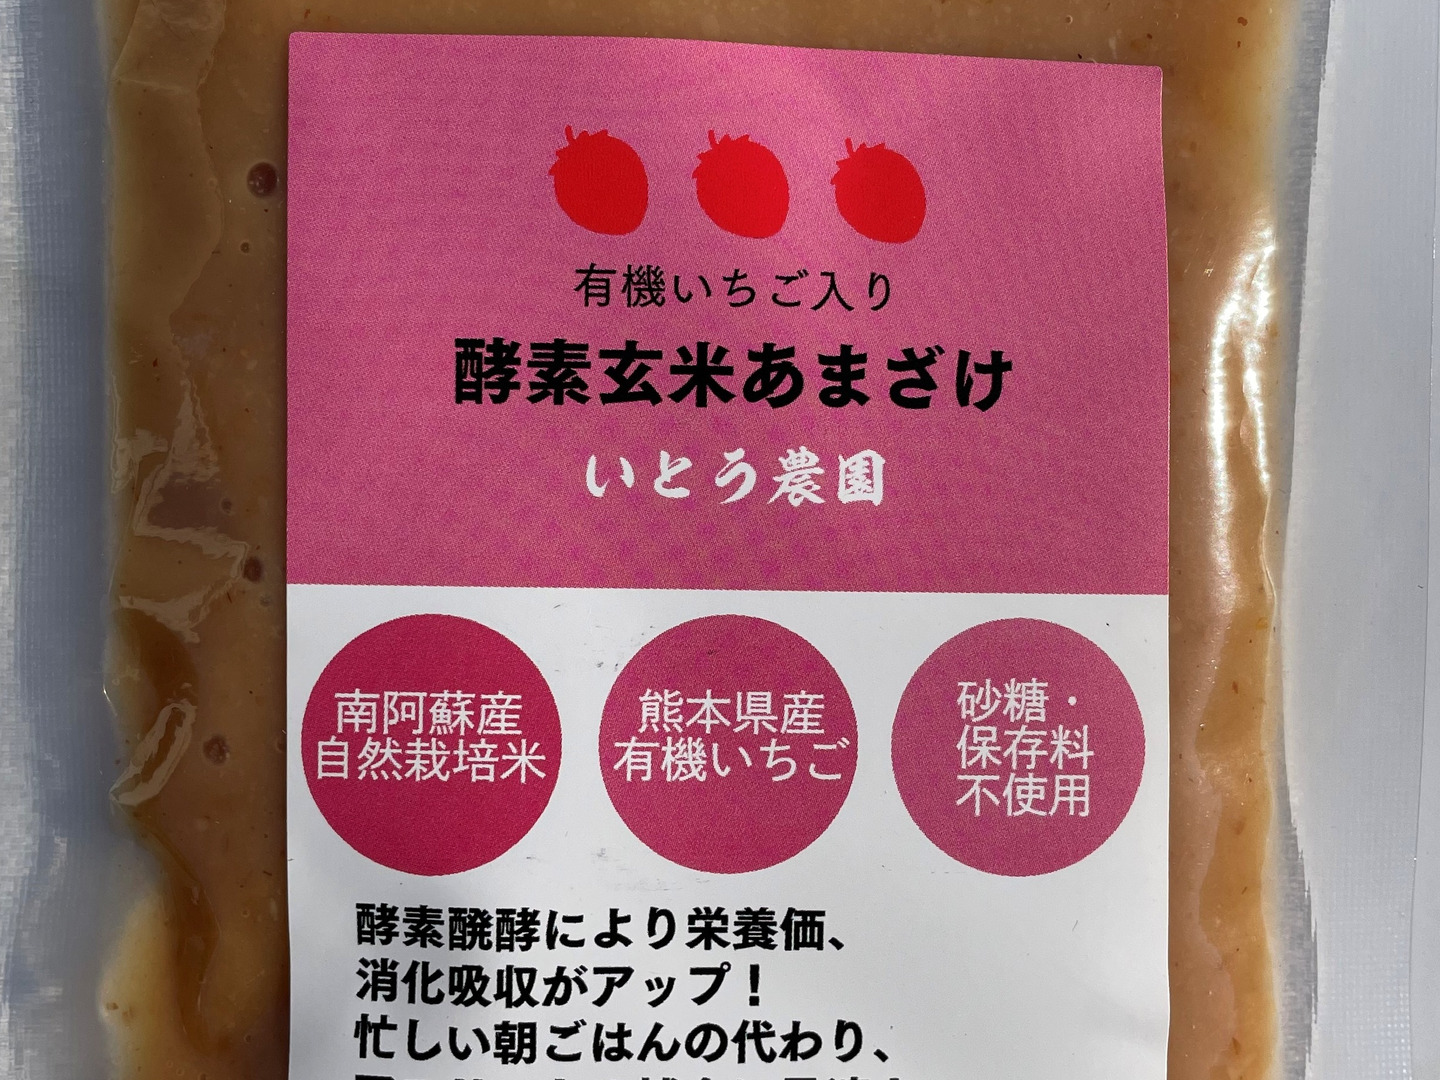 有機いちご入り
酵素玄米あまざけ
いとう農園
南阿蘇産
自然栽培米
熊本県産
有機いちご
砂糖・
保存料
不使用
酵素醗酵により栄養価、
消化吸収がアップ！
忙しい朝ごはんの代わり、